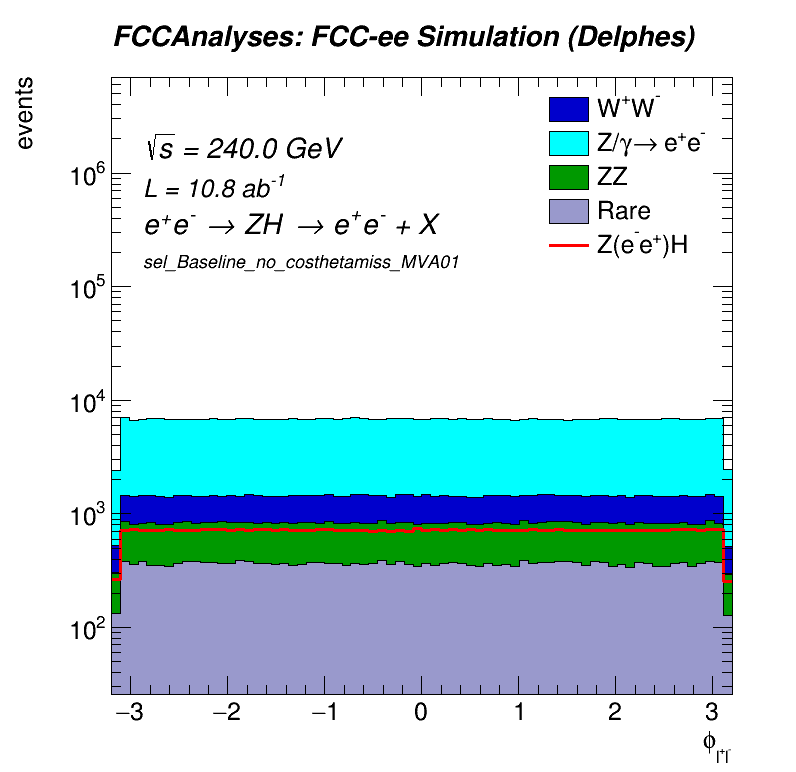 FCCAnalyses: FCC-ee Simulation (Delphes)
events
√s = 240.0 GeV
L = 10.8 ab⁻¹
e⁺e⁻ → ZH → e⁺e⁻ + X
sel_Baseline_no_costhetamiss_MVA01
W⁺W⁻
Z/γ→ e⁺e⁻
ZZ
Rare
Z(e⁻e⁺)H
10⁶
10⁵
10⁴
10³
10²
−3 −2 −1 0 1 2 3
ϕ_l⁺l⁻